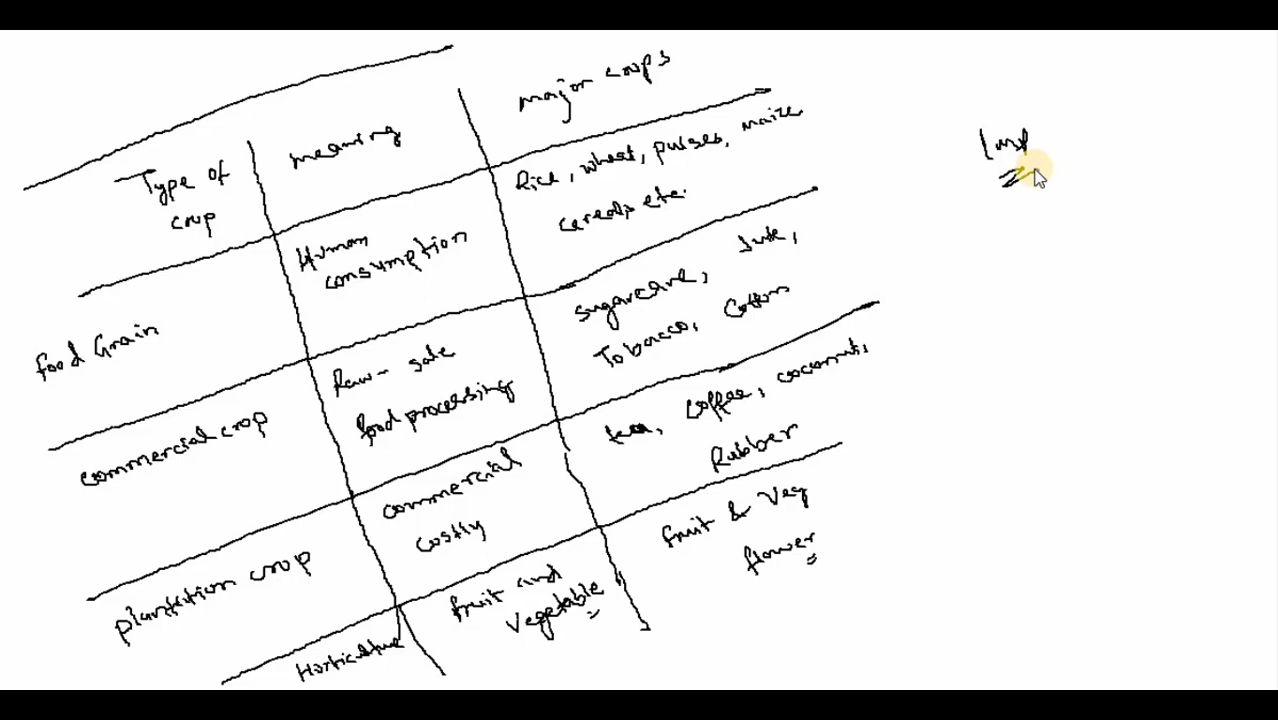 Type of crop
meaning
major crops
Food Grain
Human consumption
Rice, wheat, pulses, maize
cereals etc.
commercial crop
Raw - sale
food processing
sugarcane, Jute,
Tobacco, Cotton
plantation crop
commercial
costly
tea, coffee, coconut,
Rubber
Horticulture
fruit and
vegetable
fruit & veg
flower
Imp